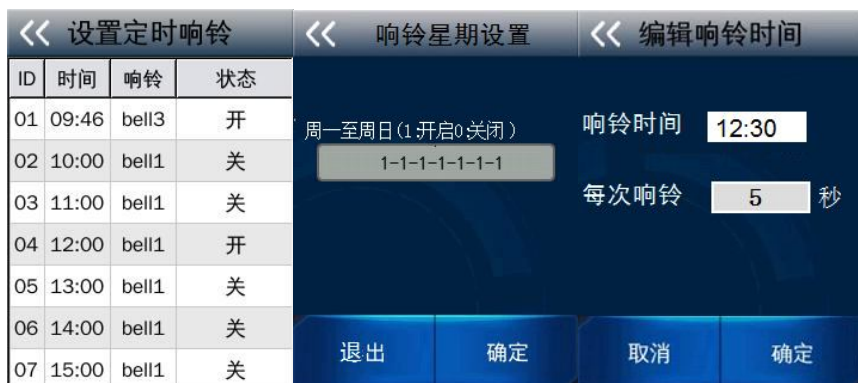 设置定时响铃
ID 时间 响铃 状态
01 09:46 bell3 开
02 10:00 bell1 关
03 11:00 bell1 关
04 12:00 bell1 开
05 13:00 bell1 关
06 14:00 bell1 关
07 15:00 bell1 关
响铃星期设置
周一至周日(1:开启0:关闭)
1-1-1-1-1-1-1
退出 确定
编辑响铃时间
响铃时间 12:30
每次响铃 5 秒
取消 确定